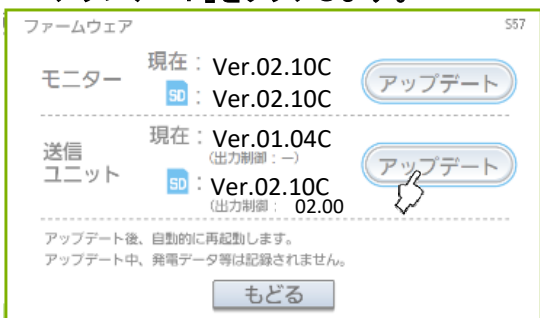 ファームウェア S57
モニター 現在：Ver.02.10C アップデート
SD：Ver.02.10C
送信ユニット 現在：Ver.01.04C アップデート
(出力制御：ー)
SD：Ver.02.10C
(出力制御： 02.00
アップデート後、自動的に再起動します。
アップデート中、発電データ等は記録されません。
もどる